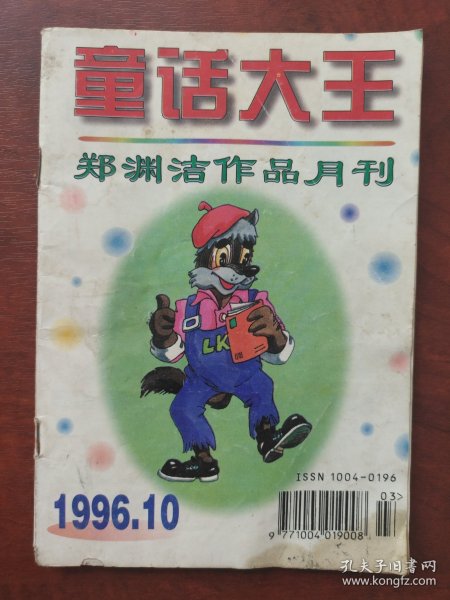 童话大王
郑渊洁作品月刊
LK
ISSN 1004-0196
03>
9 771004 019008
1996.10
孔夫子旧书网
www.kongfz.com